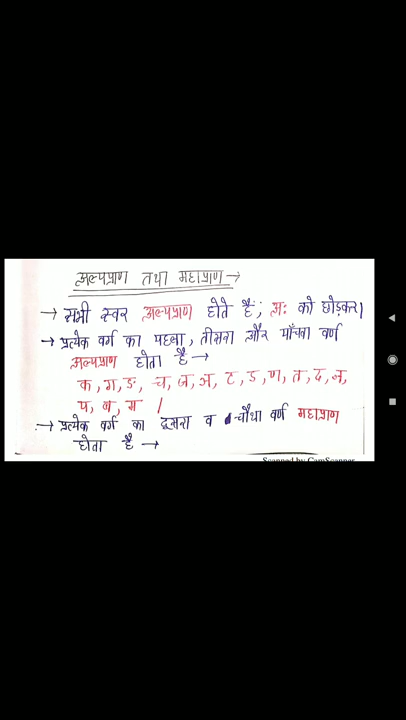 अल्पप्राण तथा महाप्राण →
→ सभी स्वर अल्पप्राण होते है; अः को छोड़कर।
→ प्रत्येक वर्ग का पहला, तीसरा और पाँचवा वर्ण
अल्पप्राण होता है →
क, ग, ङ, च, ज, ञ, ट, ड, ण, त, द, न,
प, ब, म ।
→ प्रत्येक वर्ग का दूसरा व चौथा वर्ण महाप्राण
होता है →
Scanned by CamScanner